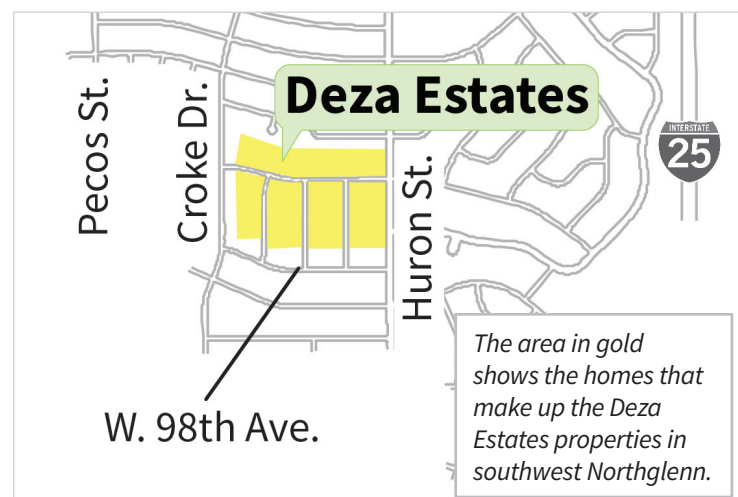 Deza Estates
Pecos St.
Croke Dr.
Huron St.
INTERSTATE
25
W. 98th Ave.
The area in gold
shows the homes that
make up the Deza
Estates properties in
southwest Northglenn.